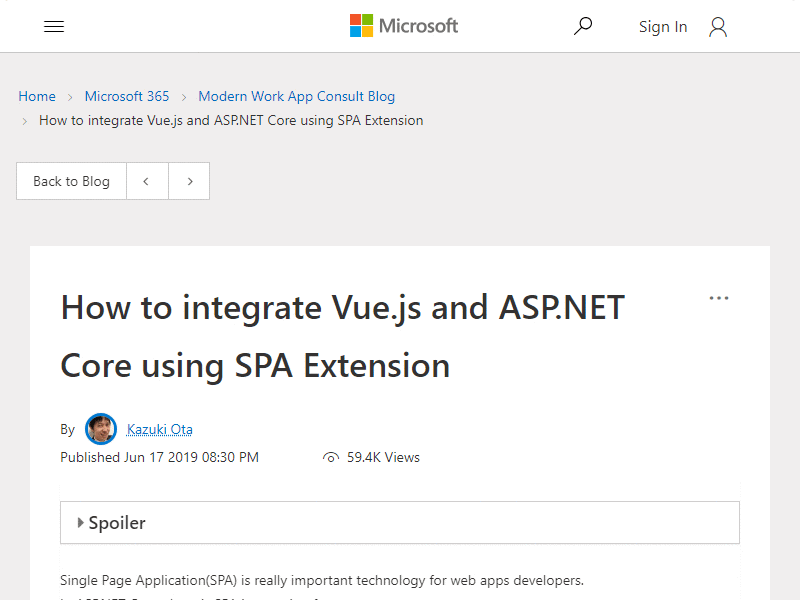 Microsoft
Sign In
Home > Microsoft 365 > Modern Work App Consult Blog
> How to integrate Vue.js and ASP.NET Core using SPA Extension
Back to Blog
How to integrate Vue.js and ASP.NET
Core using SPA Extension
By Kazuki Ota
Published Jun 17 2019 08:30 PM
59.4K Views
Spoiler
Single Page Application(SPA) is really important technology for web apps developers.